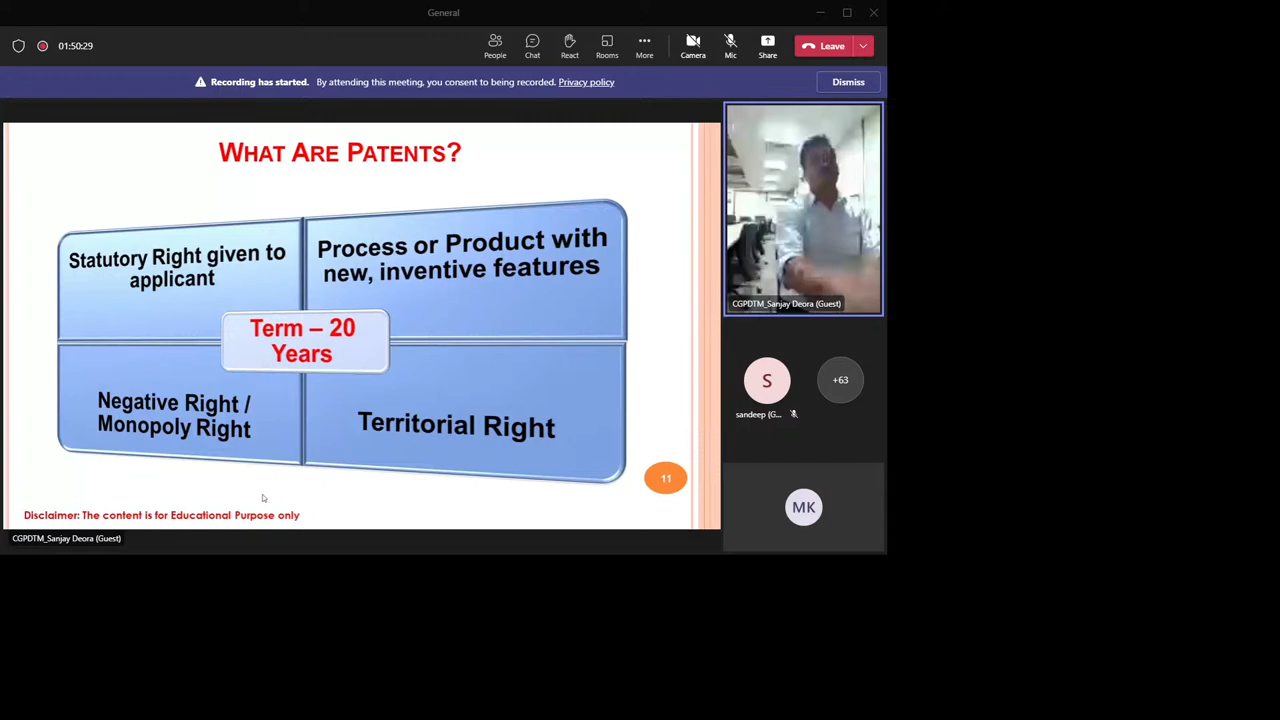 General
01:50:29
People
Chat
React
Rooms
More
Camera
Mic
Share
Leave
Recording has started. By attending this meeting, you consent to being recorded. Privacy policy
Dismiss
WHAT ARE PATENTS?
Statutory Right given to
applicant
Process or Product with
new, inventive features
Term – 20
Years
Negative Right /
Monopoly Right
Territorial Right
11
Disclaimer: The content is for Educational Purpose only
CGPDTM_Sanjay Deora (Guest)
CGPDTM_Sanjay Deora (Guest)
S
sandeep (G...
+63
MK